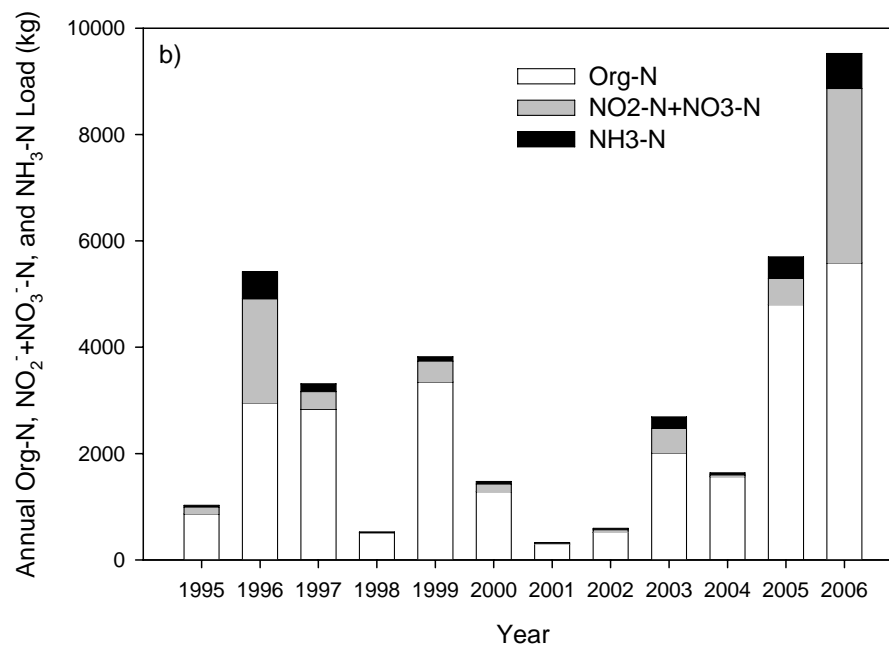 b)
Org-N
NO2-N+NO3-N
NH3-N
Annual Org-N, NO₂⁻+NO₃⁻-N, and NH₃-N Load (kg)
10000
8000
6000
4000
2000
0
1995 1996 1997 1998 1999 2000 2001 2002 2003 2004 2005 2006
Year